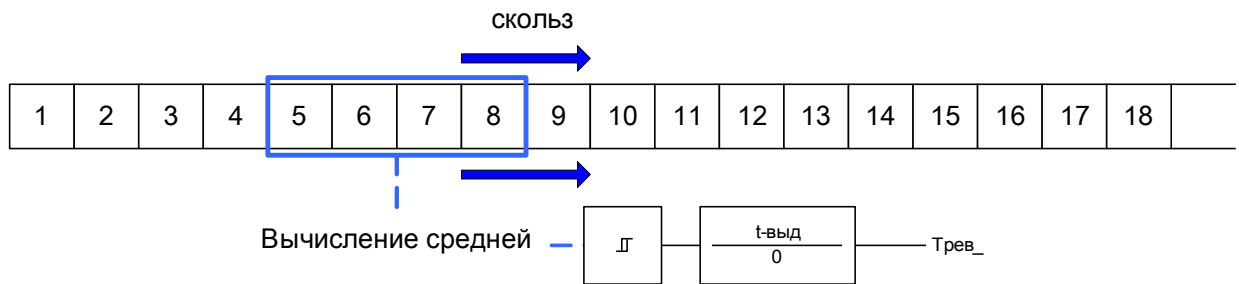 скольз
1 2 3 4 5 6 7 8 9 10 11 12 13 14 15 16 17 18
Вычисление средней
t-выд
0
Трев_